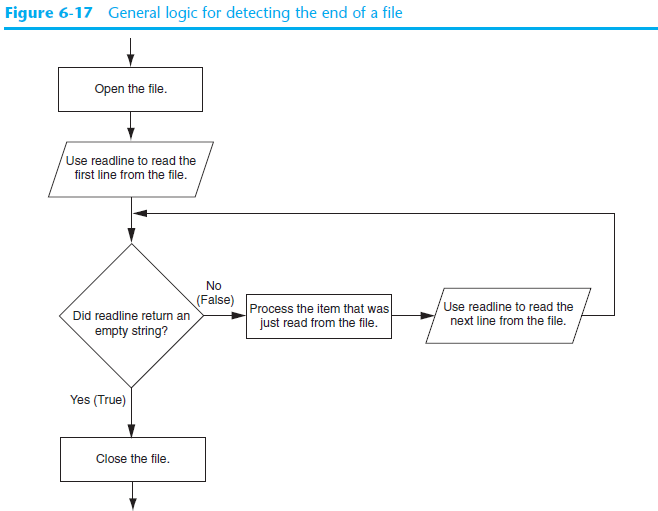 Figure 6-17 General logic for detecting the end of a file
Open the file.
Use readline to read the
first line from the file.
Did readline return an
empty string?
No
(False)
Process the item that was
just read from the file.
Use readline to read the
next line from the file.
Yes (True)
Close the file.